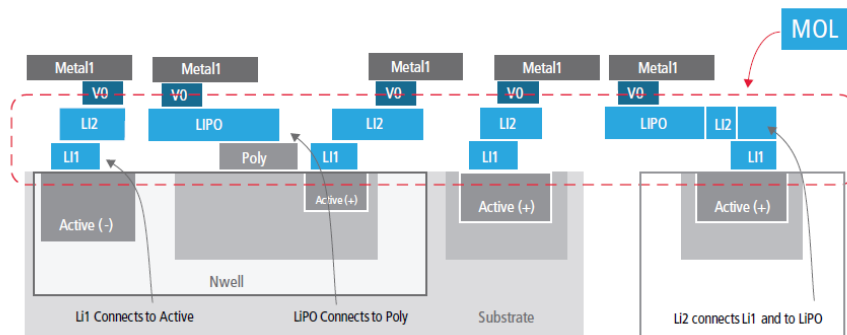 MOL
Metal1
Metal1
Metal1
Metal1
Metal1
V0
V0
V0
V0
V0
LI2
LIPO
LI2
LI2
LIPO
LI2
LI1
Poly
LI1
LI1
LI1
Active (-)
Active (+)
Active (+)
Active (+)
Nwell
Li1 Connects to Active
LiPO Connects to Poly
Substrate
Li2 connects Li1 and to LiPO